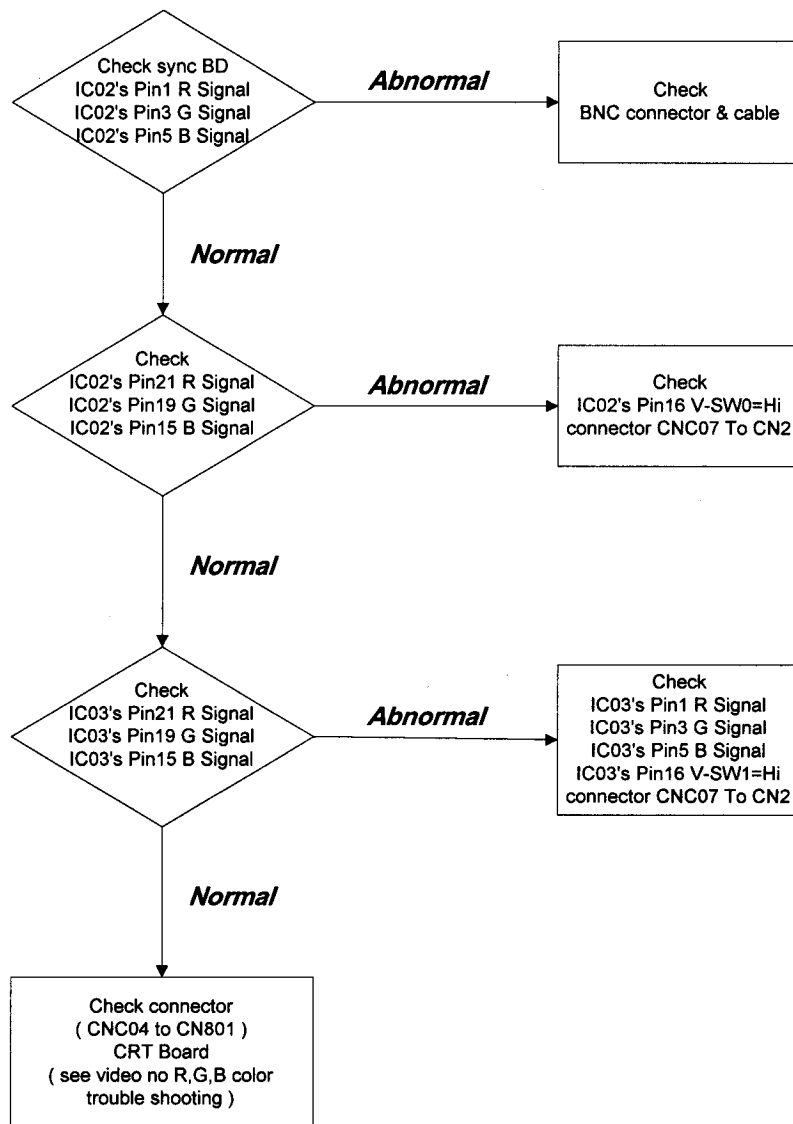 Check sync BD
IC02's Pin1 R Signal
IC02's Pin3 G Signal
IC02's Pin5 B Signal
Abnormal
Check
BNC connector & cable
Normal
Check
IC02's Pin21 R Signal
IC02's Pin19 G Signal
IC02's Pin15 B Signal
Abnormal
Check
IC02's Pin16 V-SW0=Hi
connector CNC07 To CN2
Normal
Check
IC03's Pin21 R Signal
IC03's Pin19 G Signal
IC03's Pin15 B Signal
Abnormal
Check
IC03's Pin1 R Signal
IC03's Pin3 G Signal
IC03's Pin5 B Signal
IC03's Pin16 V-SW1=Hi
connector CNC07 To CN2
Normal
Check connector
( CNC04 to CN801 )
CRT Board
( see video no R,G,B color
trouble shooting )